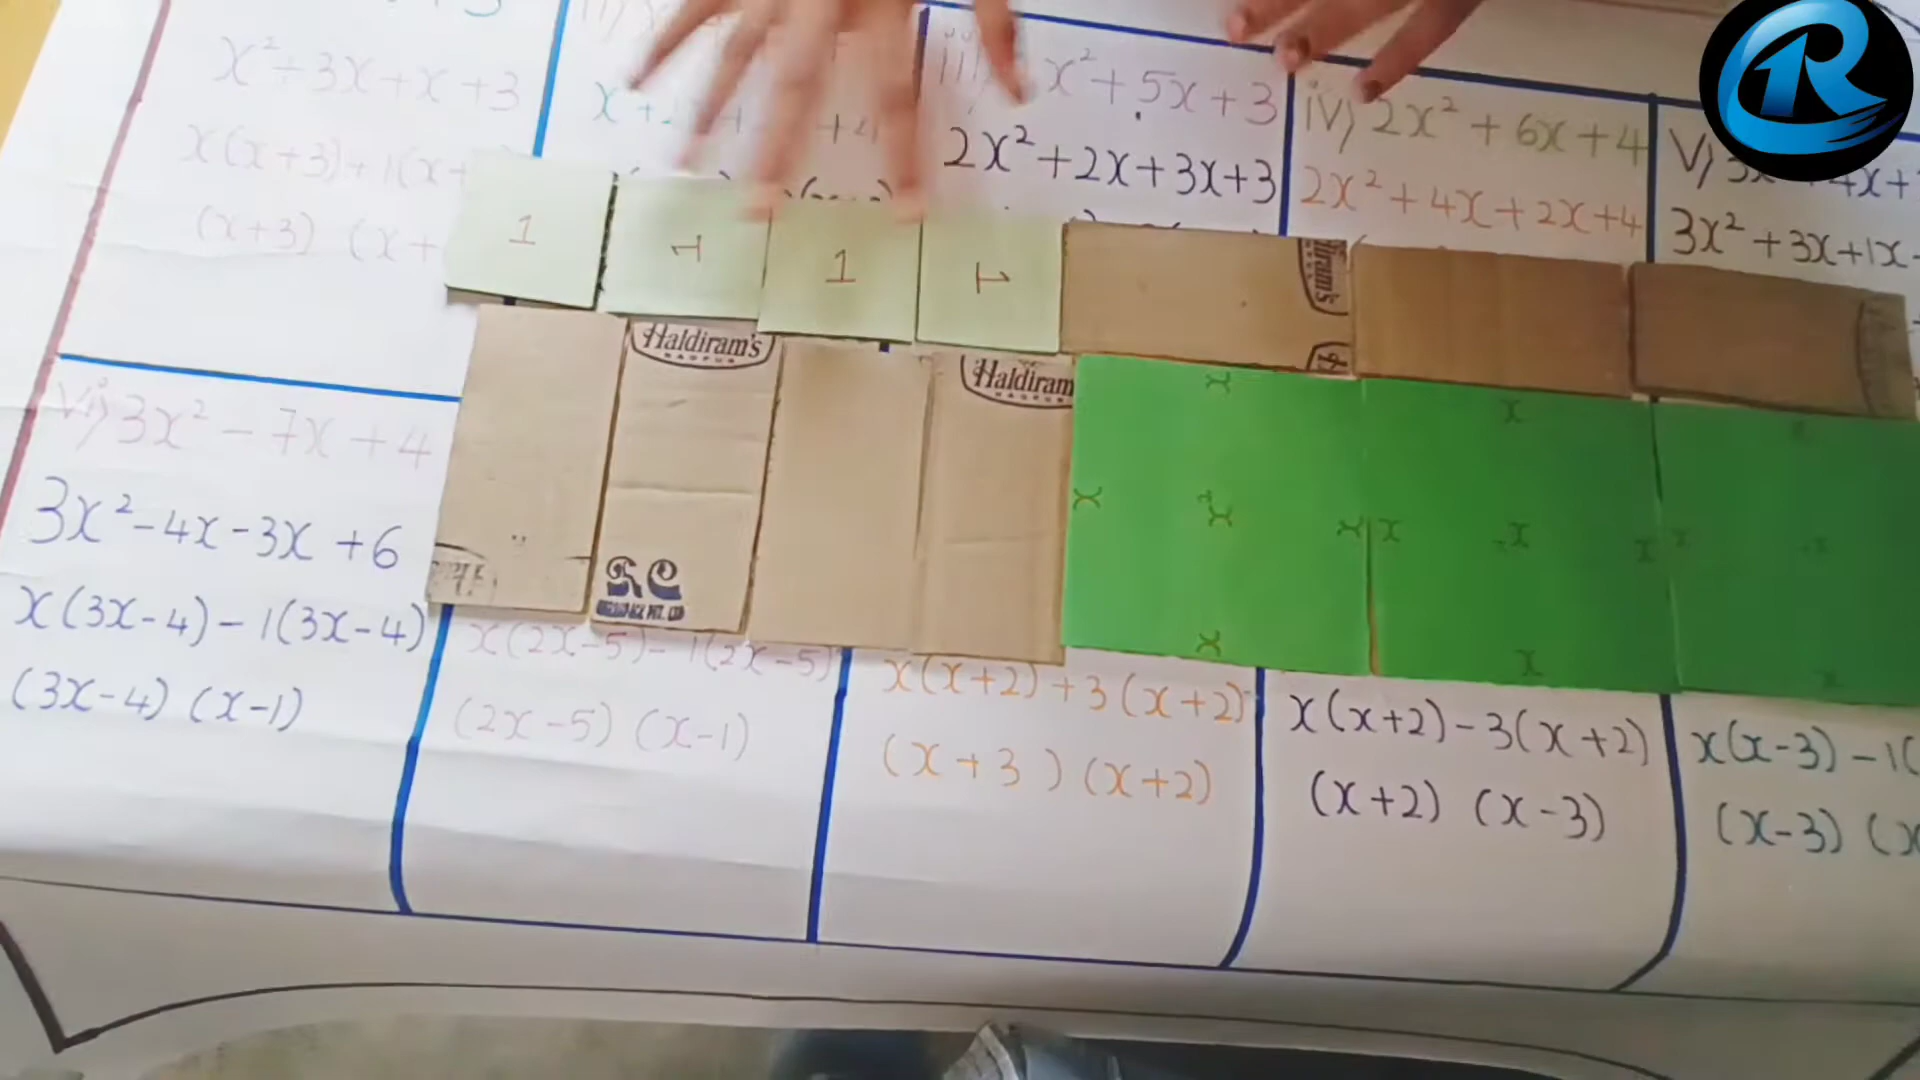 x² + 3x + x + 3
x(x+3)+1(x+
(x+3) (x+
x² + 5x + 3
2x² + 2x + 3x + 3
iv) 2x² + 6x + 4
2x² + 4x + 2x + 4
V)
3x² + 3x + 1x
1
1
1
1
Haldiram's
NAGPUR
Haldiram
NAGPUR
x
x
x²
x
x
x
x
x
x
x
vi) 3x² - 7x + 4
3x² - 4x - 3x + 6
x(3x-4) - 1(3x-4)
(3x-4) (x-1)
x(2x-5) - 1(2x-5)
(2x-5) (x-1)
x(x+2) + 3(x+2)
(x+3) (x+2)
x(x+2) - 3(x+2)
(x+2) (x-3)
x(x-3) - 1(
(x-3) (x
R